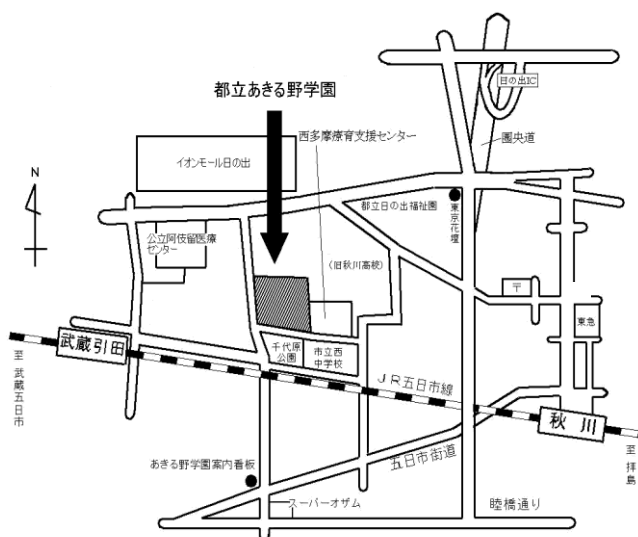 日の出IC
都立あきる野学園
圏央道
西多摩療育支援センター
イオンモール日の出
N
都立日の出福祉園
東京花壇
公立阿伎留医療
センター
(旧秋川高校)
〒
東急
武蔵引田
千代原
公園
市立西
中学校
至 武蔵五日市
JR五日市線
秋川
至 拝島
五日市街道
あきる野学園案内看板
スーパーオザム
睦橋通り